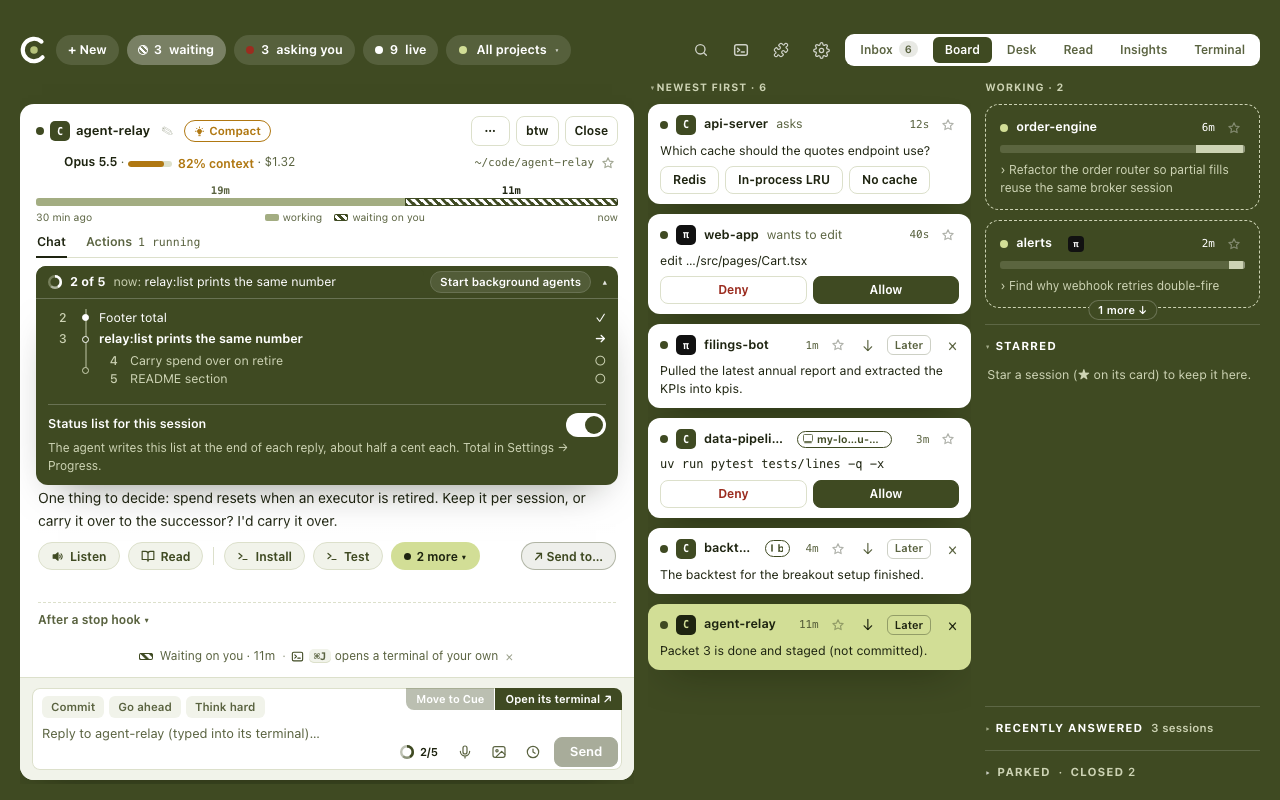 + New
3 waiting
3 asking you
9 live
All projects
Inbox 6
Board
Desk
Read
Insights
Terminal
C agent-relay
Compact
...
btw
Close
Opus 5.5 · 82% context · $1.32
~/code/agent-relay
19m
11m
30 min ago
working
waiting on you
now
Chat
Actions 1 running
2 of 5 now: relay:list prints the same number
Start background agents
2 Footer total
3 relay:list prints the same number
4 Carry spend over on retire
5 README section
Status list for this session
The agent writes this list at the end of each reply, about half a cent each. Total in Settings →
Progress.
One thing to decide: spend resets when an executor is retired. Keep it per session, or
carry it over to the successor? I'd carry it over.
Listen
Read
Install
Test
2 more
↗ Send to...
After a stop hook
Waiting on you · 11m · ⌘J opens a terminal of your own ×
Commit
Go ahead
Think hard
Move to Cue
Open its terminal ↗
Reply to agent-relay (typed into its terminal)...
2/5
Send
NEWEST FIRST · 6
C api-server asks 12s
Which cache should the quotes endpoint use?
Redis
In-process LRU
No cache
π web-app wants to edit 40s
edit .../src/pages/Cart.tsx
Deny
Allow
π filings-bot 1m ↓ Later ×
Pulled the latest annual report and extracted the
KPIs into kpis.
C data-pipeli... my-lo...u-... 3m
uv run pytest tests/lines -q -x
Deny
Allow
C backt... 4m ↓ Later ×
The backtest for the breakout setup finished.
C agent-relay 11m ↓ Later ×
Packet 3 is done and staged (not committed).
WORKING · 2
order-engine 6m
› Refactor the order router so partial fills
reuse the same broker session
alerts π 2m
› Find why webhook retries double-fire
1 more ↓
STARRED
Star a session (★ on its card) to keep it here.
RECENTLY ANSWERED 3 sessions
PARKED · CLOSED 2